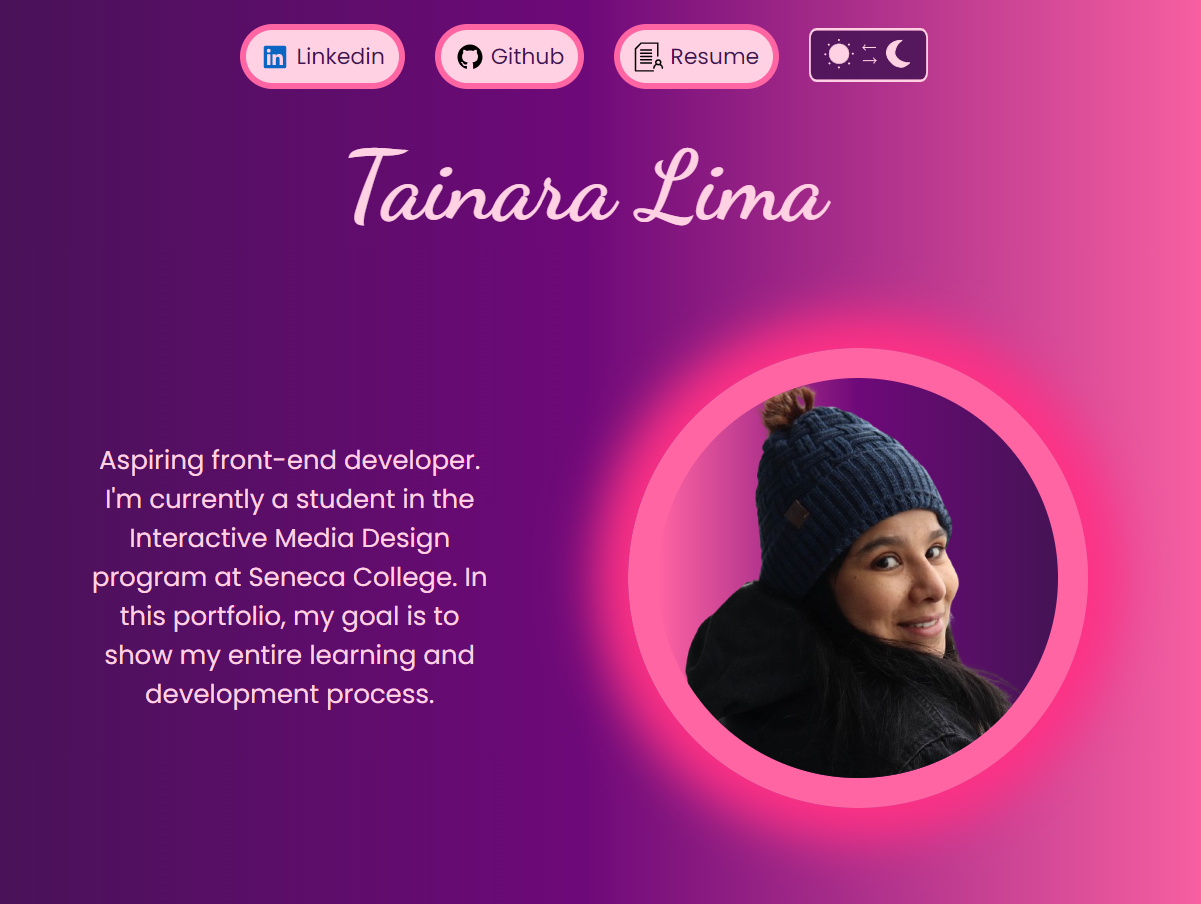 Linkedin
Github
Resume
Tainara Lima
Aspiring front-end developer.
I'm currently a student in the
Interactive Media Design
program at Seneca College. In
this portfolio, my goal is to
show my entire learning and
development process.